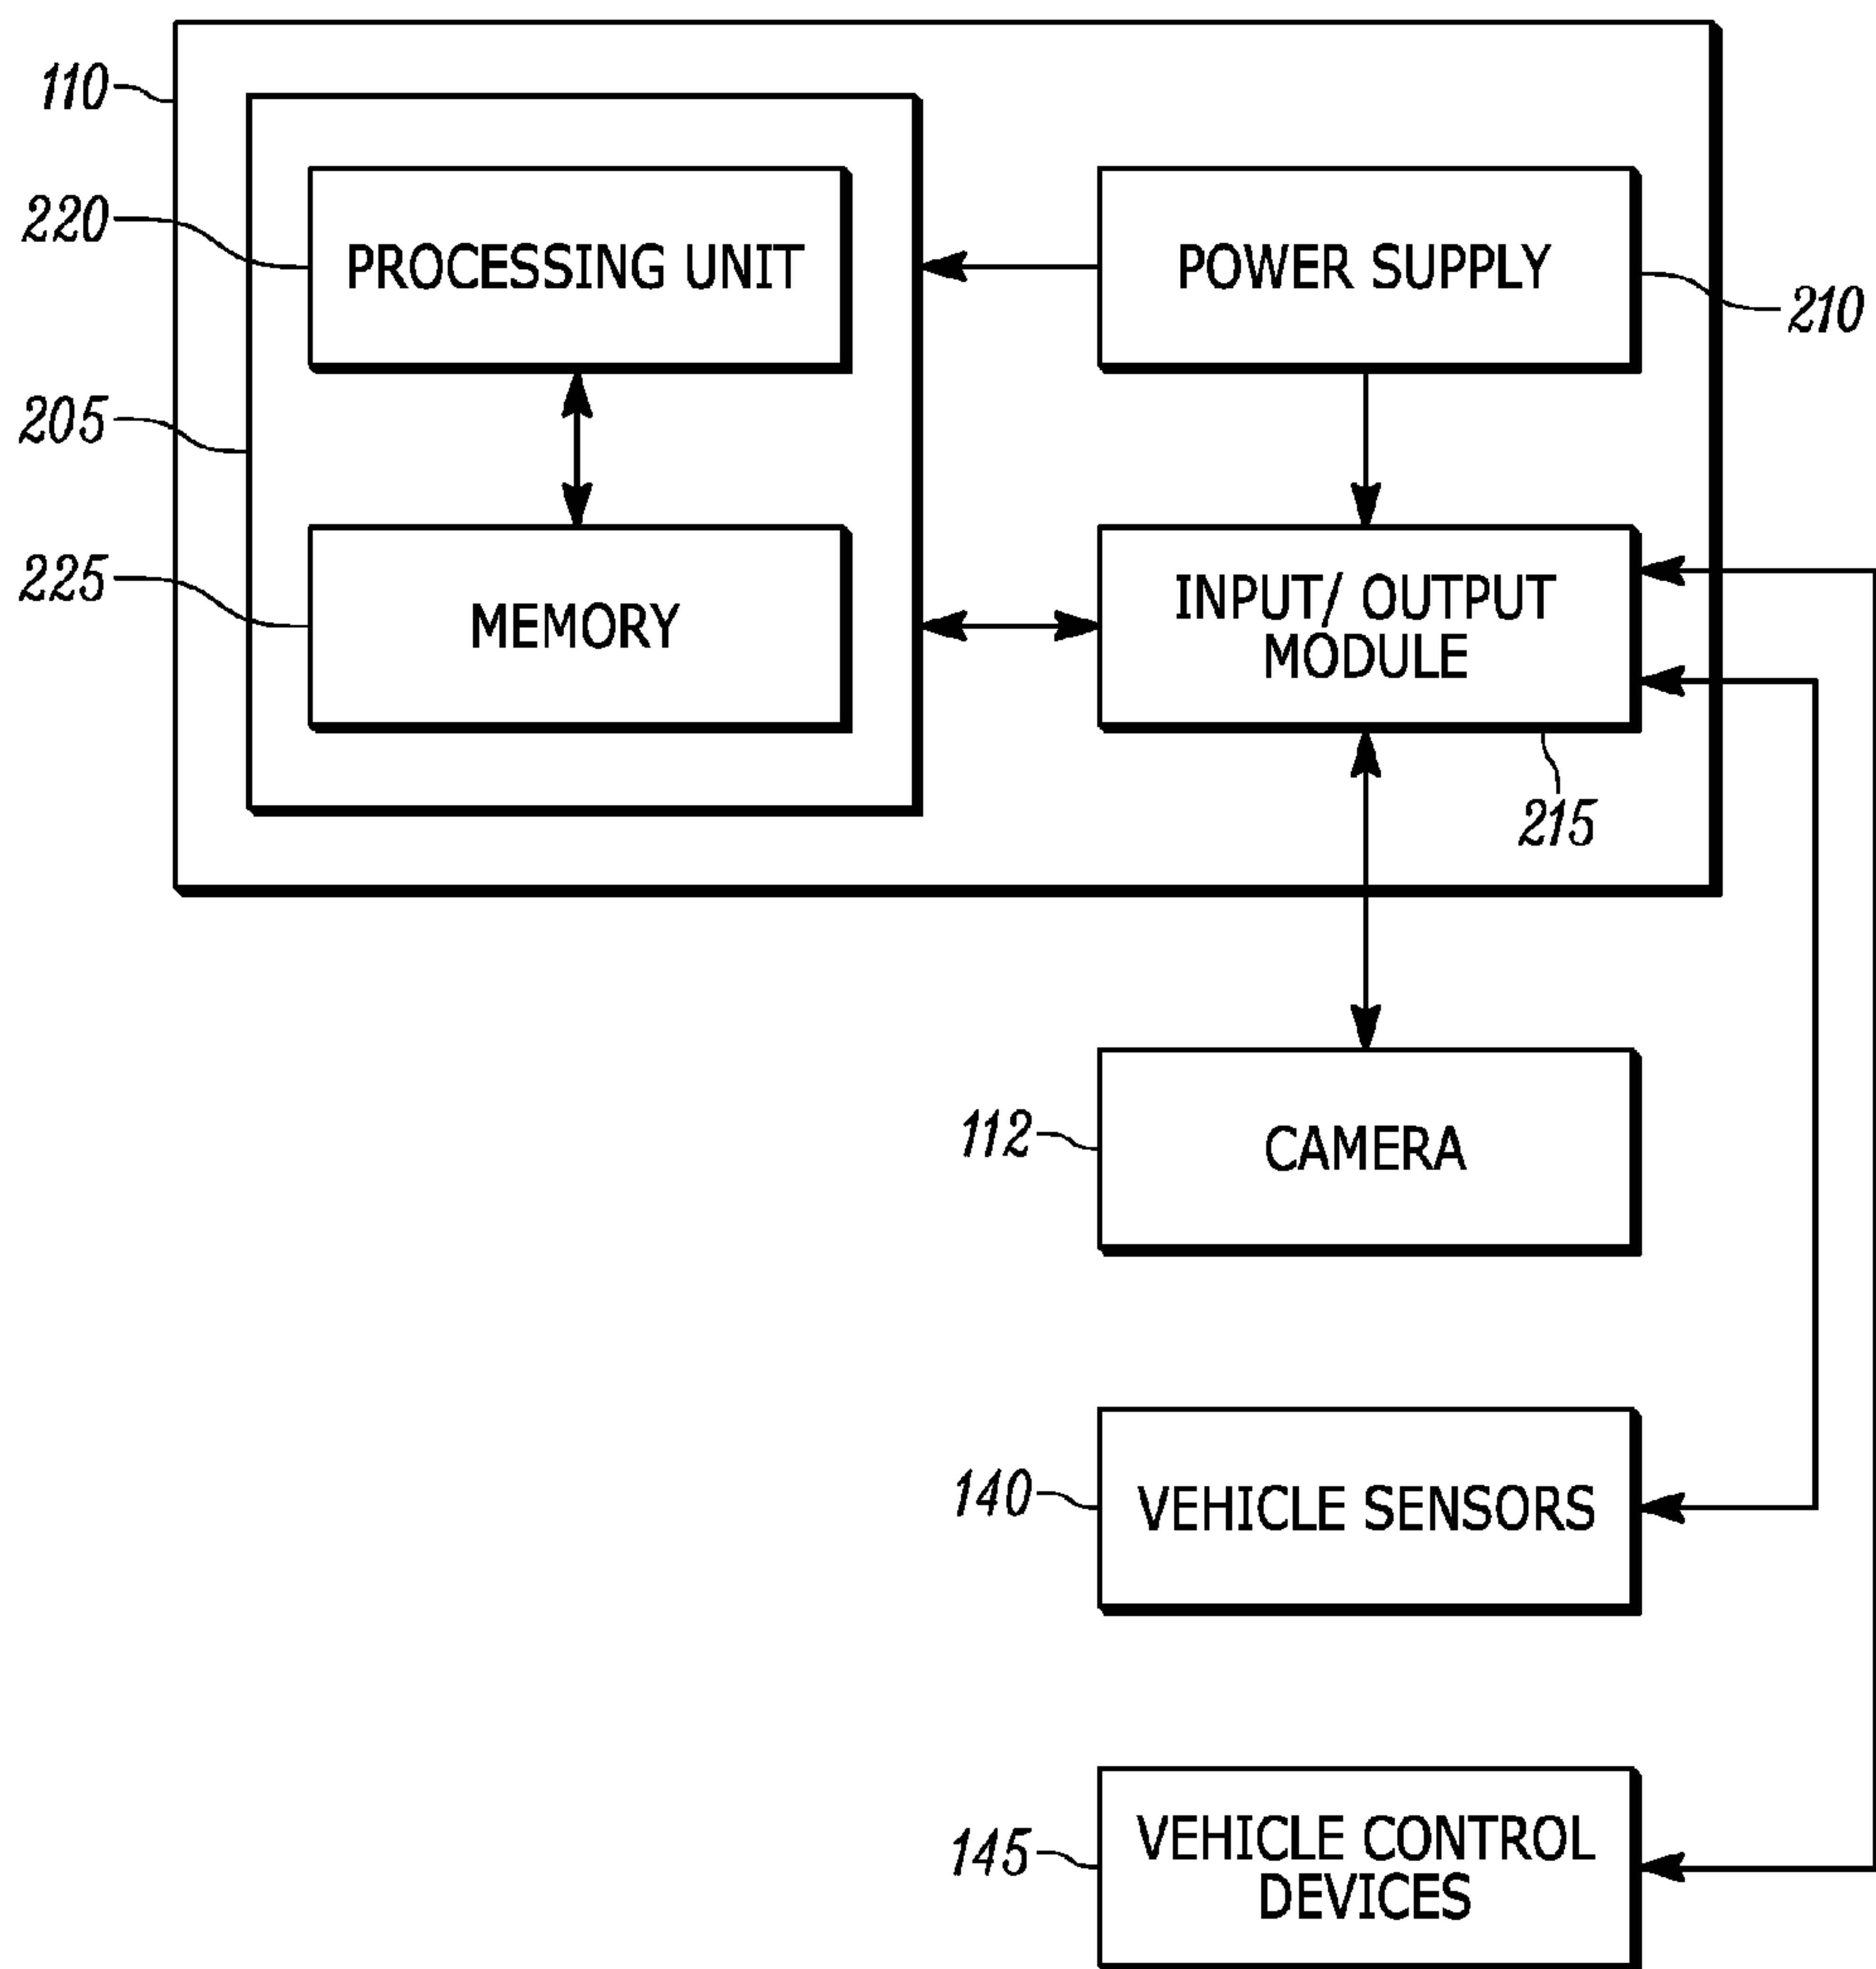 110
220
PROCESSING UNIT
POWER SUPPLY
210
205
225
MEMORY
INPUT/ OUTPUT
MODULE
215
112
CAMERA
140
VEHICLE SENSORS
145
VEHICLE CONTROL
DEVICES